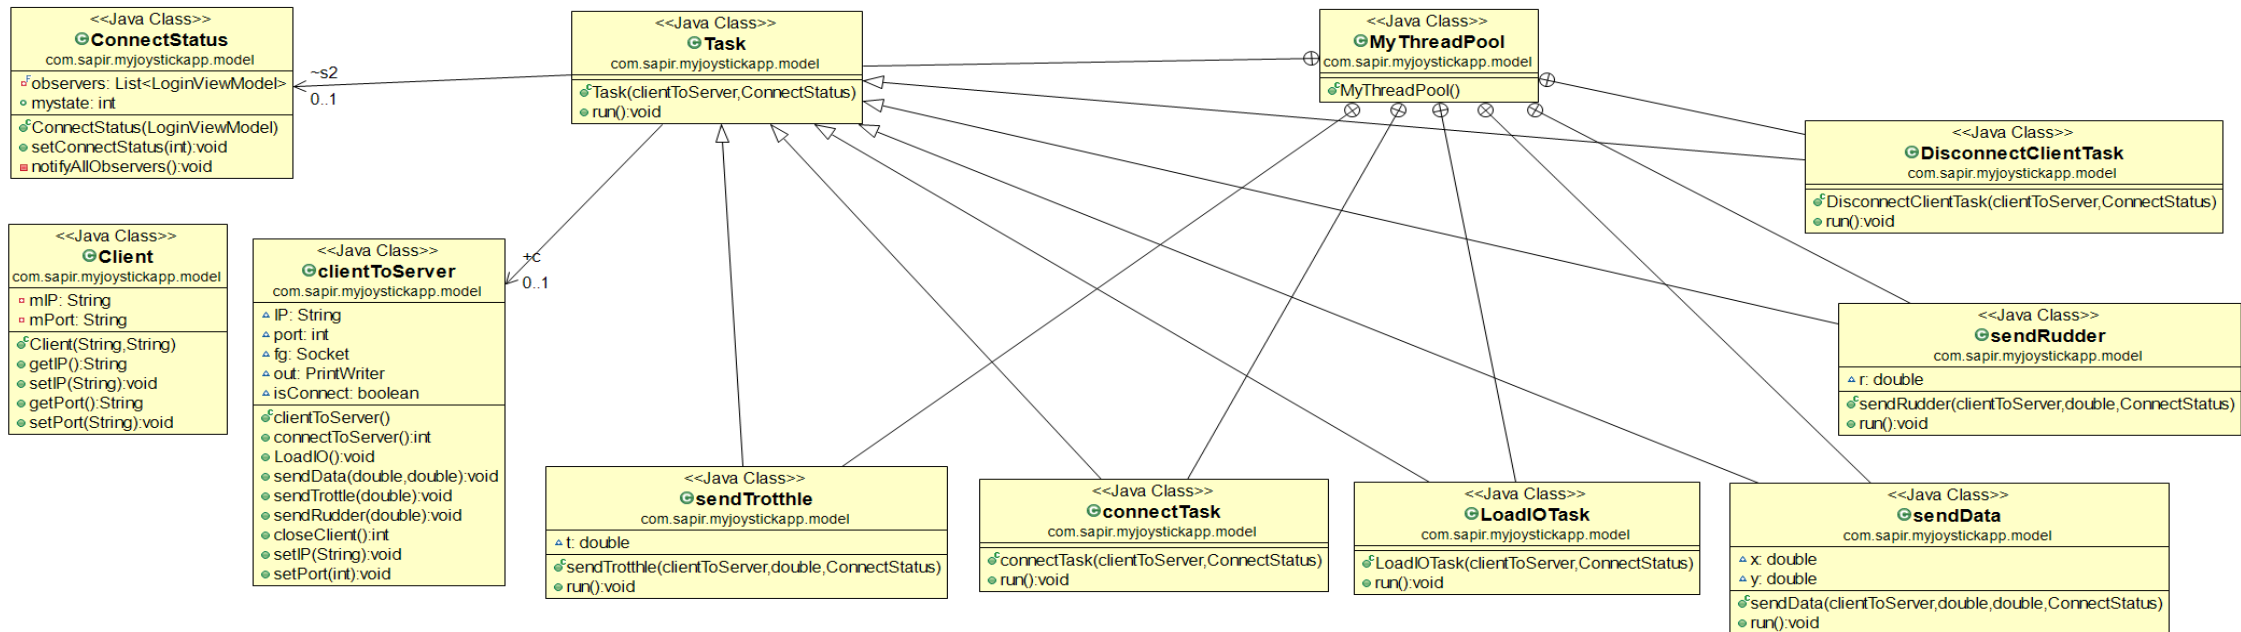 <<Java Class>>
ConnectStatus
com.sapir.myjoystickapp.model
observers: List<LoginViewModel>
mystate: int
ConnectStatus(LoginViewModel)
setConnectStatus(int):void
notifyAllObservers():void
~s2
0..1
<<Java Class>>
Task
com.sapir.myjoystickapp.model
Task(clientToServer,ConnectStatus)
run():void
<<Java Class>>
MyThreadPool
com.sapir.myjoystickapp.model
MyThreadPool()
<<Java Class>>
DisconnectClientTask
com.sapir.myjoystickapp.model
DisconnectClientTask(clientToServer,ConnectStatus)
run():void
<<Java Class>>
Client
com.sapir.myjoystickapp.model
mIP: String
mPort: String
Client(String,String)
getIP():String
setIP(String):void
getPort():String
setPort(String):void
<<Java Class>>
clientToServer
com.sapir.myjoystickapp.model
IP: String
port: int
fg: Socket
out: PrintWriter
isConnect: boolean
clientToServer()
connectToServer():int
LoadIO():void
sendData(double,double):void
sendTrottle(double):void
sendRudder(double):void
closeClient():int
setIP(String):void
setPort(int):void
+c
0..1
<<Java Class>>
sendRudder
com.sapir.myjoystickapp.model
r: double
sendRudder(clientToServer,double,ConnectStatus)
run():void
<<Java Class>>
sendTrotthle
com.sapir.myjoystickapp.model
t: double
sendTrotthle(clientToServer,double,ConnectStatus)
run():void
<<Java Class>>
connectTask
com.sapir.myjoystickapp.model
connectTask(clientToServer,ConnectStatus)
run():void
<<Java Class>>
LoadIOTask
com.sapir.myjoystickapp.model
LoadIOTask(clientToServer,ConnectStatus)
run():void
<<Java Class>>
sendData
com.sapir.myjoystickapp.model
x: double
y: double
sendData(clientToServer,double,double,ConnectStatus)
run():void